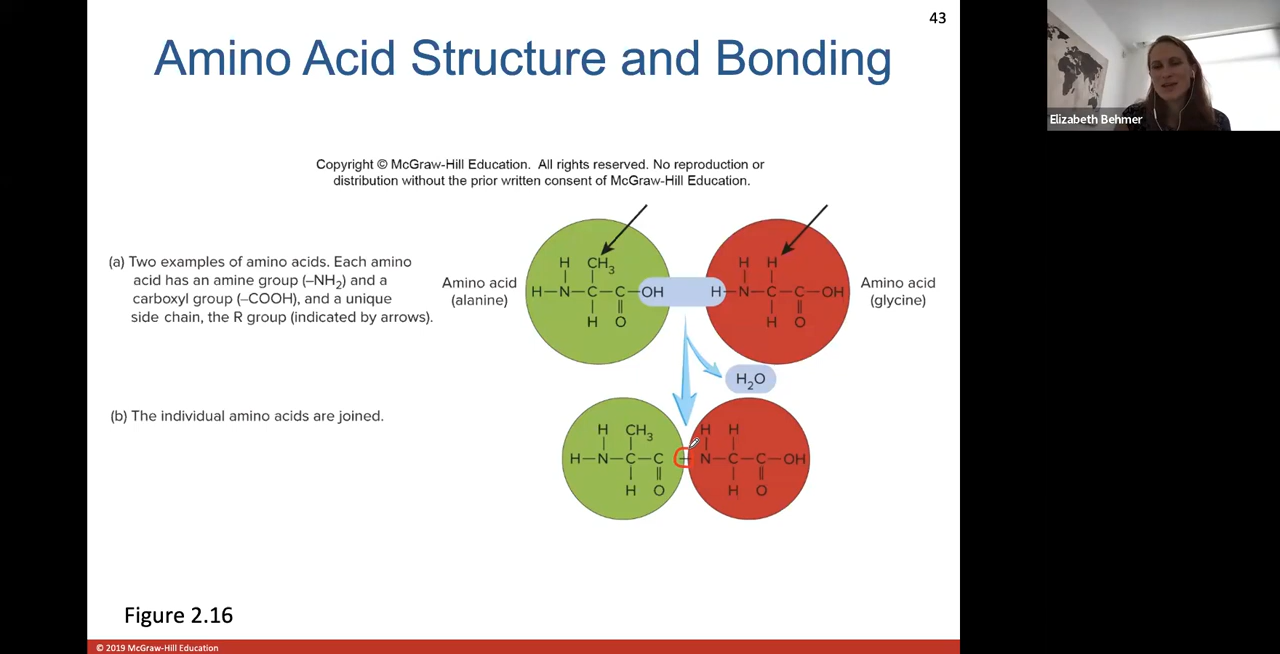 43
Amino Acid Structure and Bonding
Elizabeth Behmer
Copyright © McGraw-Hill Education. All rights reserved. No reproduction or
distribution without the prior written consent of McGraw-Hill Education.
(a) Two examples of amino acids. Each amino
acid has an amine group (–NH₂) and a
carboxyl group (–COOH), and a unique
side chain, the R group (indicated by arrows).
Amino acid
(alanine)
H CH₃
H—N—C—C—OH
H O
H H
H—N—C—C—OH
H O
Amino acid
(glycine)
H₂O
(b) The individual amino acids are joined.
H CH₃ H H
H—N—C—C—N—C—C—OH
H O H O
Figure 2.16
© 2019 McGraw-Hill Education